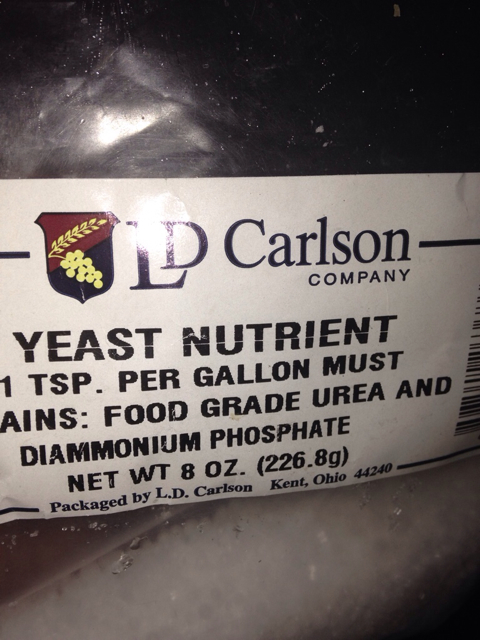 LD Carlson
COMPANY
YEAST NUTRIENT
1 TSP. PER GALLON MUST
AINS: FOOD GRADE UREA AND
DIAMMONIUM PHOSPHATE
NET WT 8 OZ. (226.8g)
Packaged by L.D. Carlson Kent, Ohio 44240